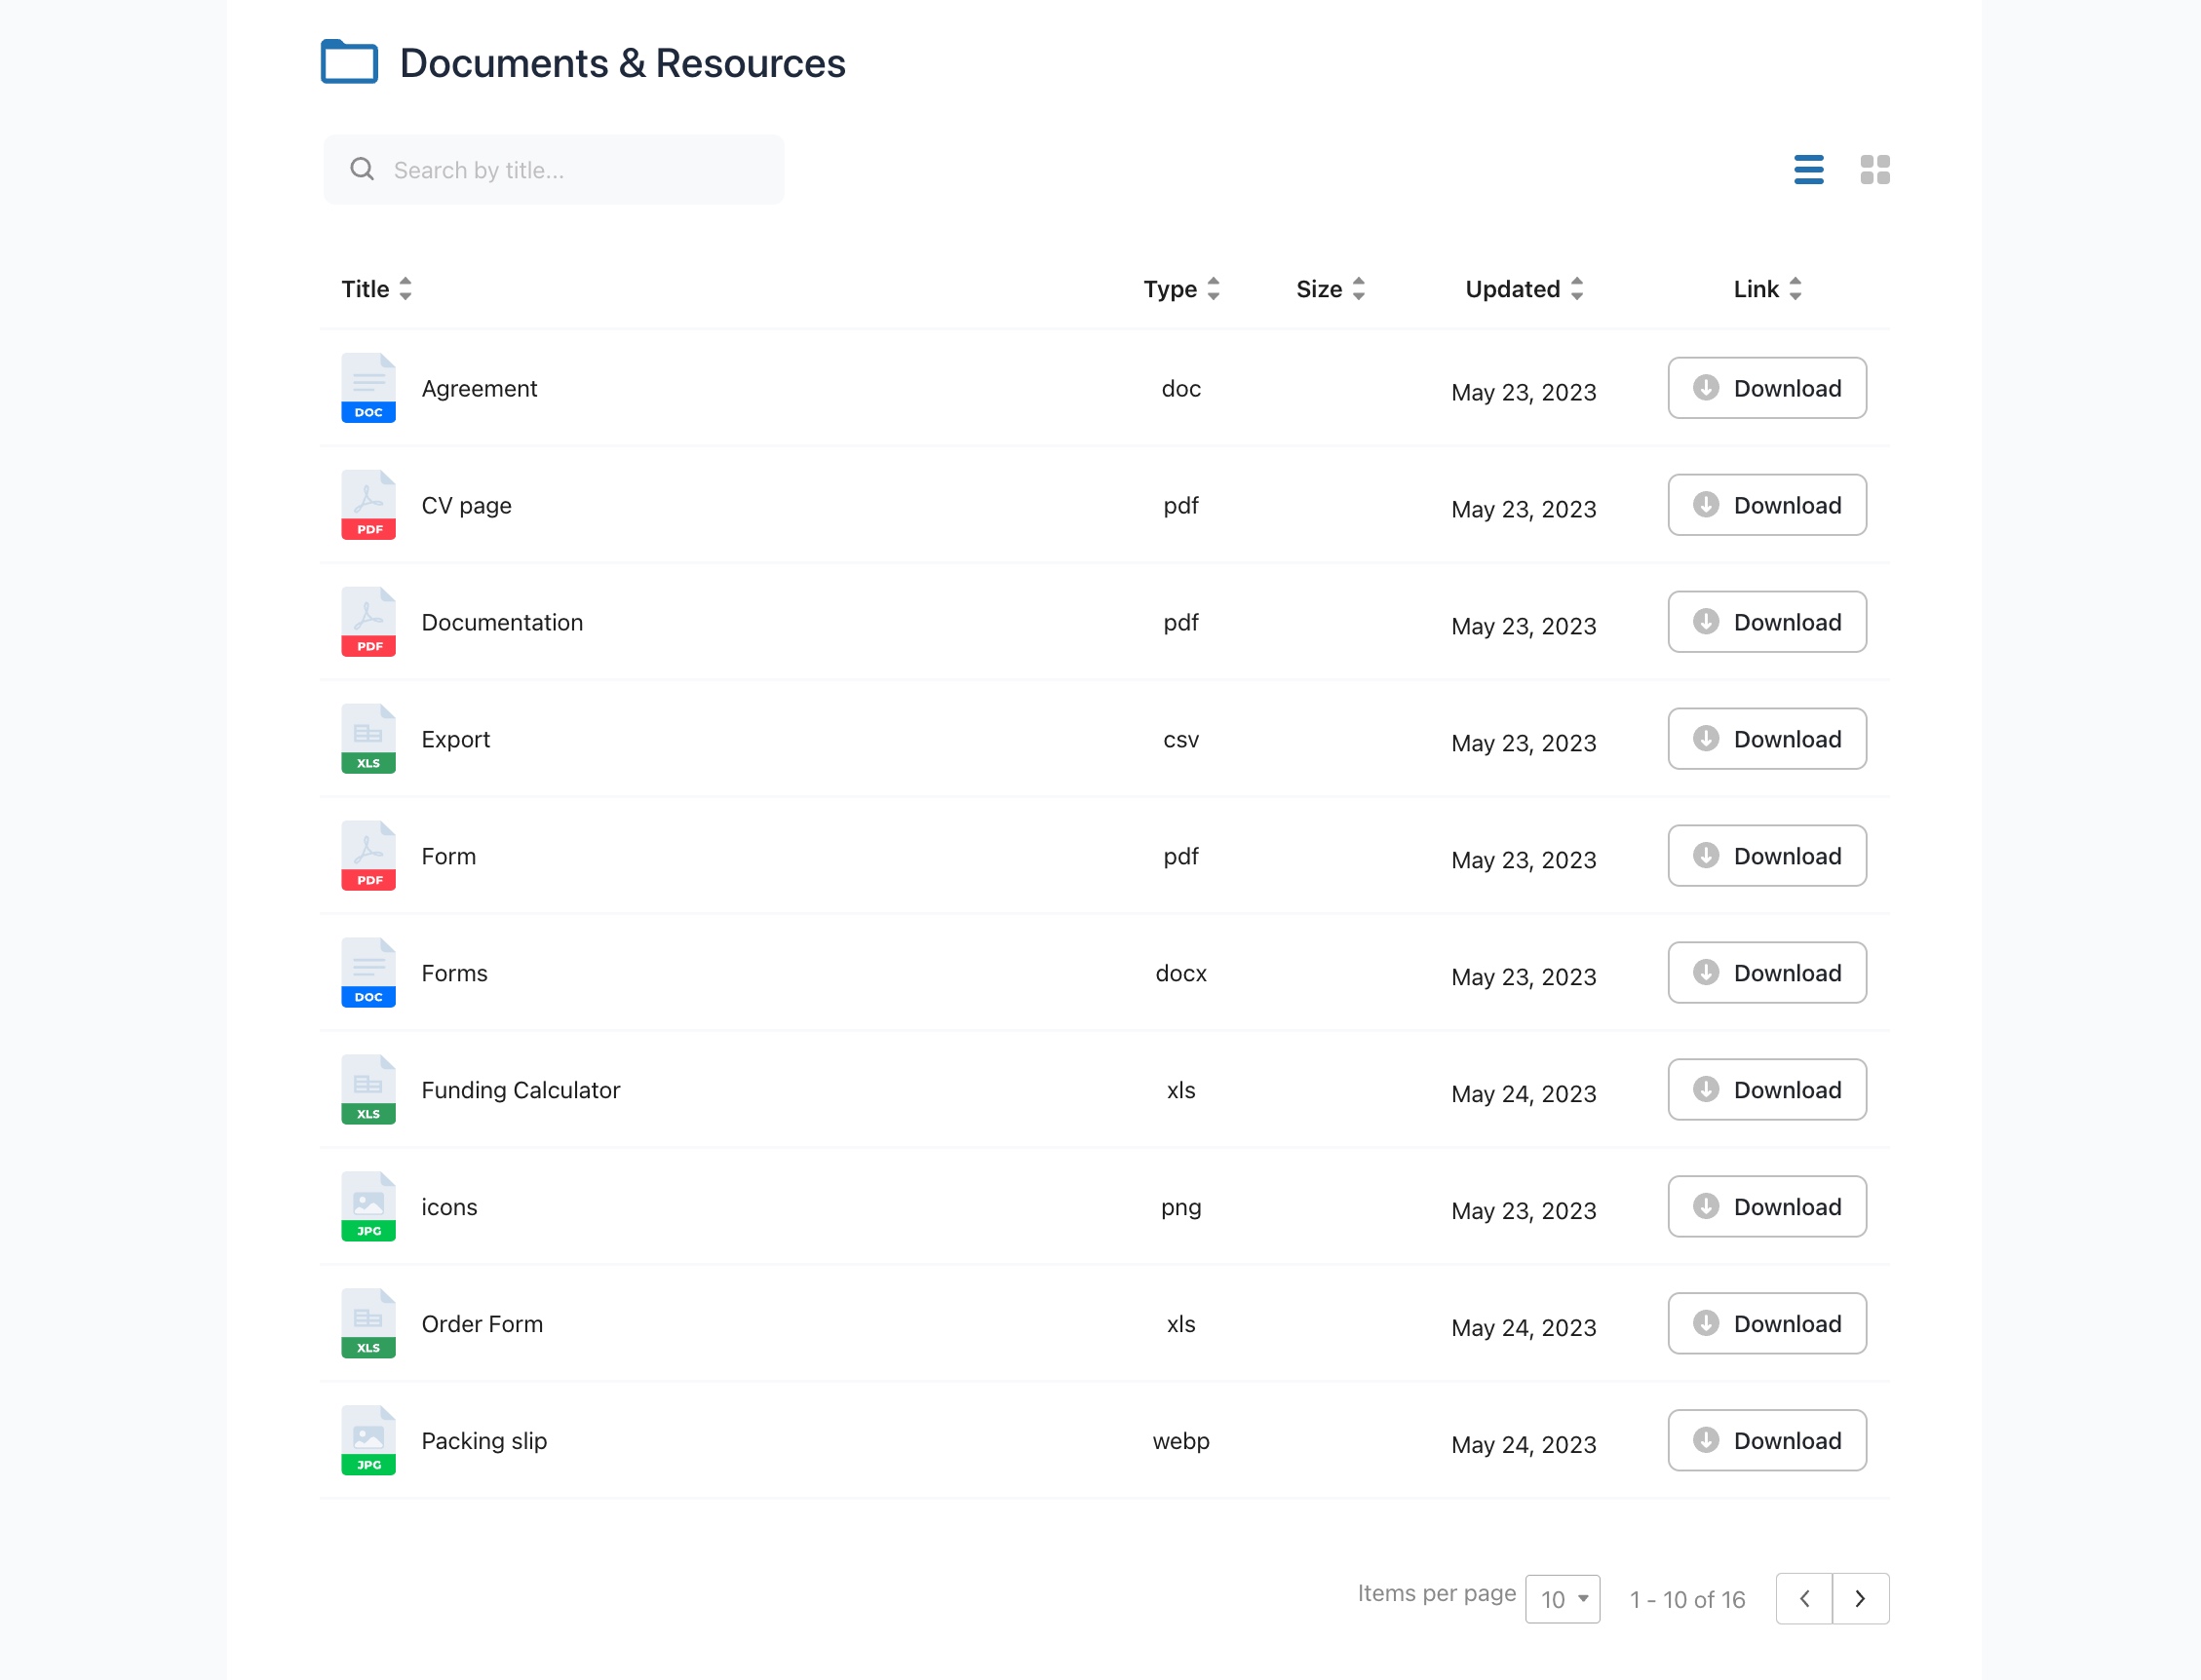 Documents & Resources
Search by title...
Title Type Size Updated Link
DOC Agreement doc May 23, 2023 Download
PDF CV page pdf May 23, 2023 Download
PDF Documentation pdf May 23, 2023 Download
XLS Export csv May 23, 2023 Download
PDF Form pdf May 23, 2023 Download
DOC Forms docx May 23, 2023 Download
XLS Funding Calculator xls May 24, 2023 Download
JPG icons png May 23, 2023 Download
XLS Order Form xls May 24, 2023 Download
JPG Packing slip webp May 24, 2023 Download
Items per page 10 1 - 10 of 16